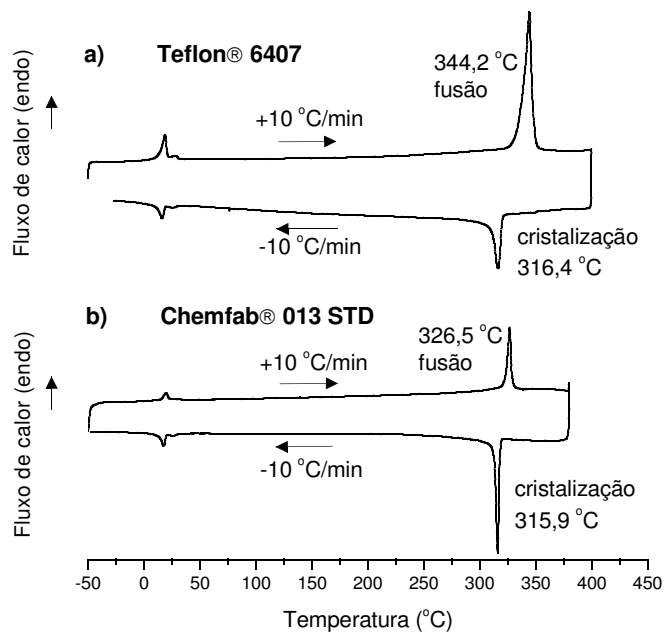 a) Teflon® 6407
344,2 °C
fusão
+10 °C/min
Fluxo de calor (endo)
-10 °C/min
cristalização
316,4 °C
b) Chemfab® 013 STD
326,5 °C
fusão
+10 °C/min
Fluxo de calor (endo)
-10 °C/min
cristalização
315,9 °C
-50 0 50 100 150 200 250 300 350 400 450
Temperatura (°C)